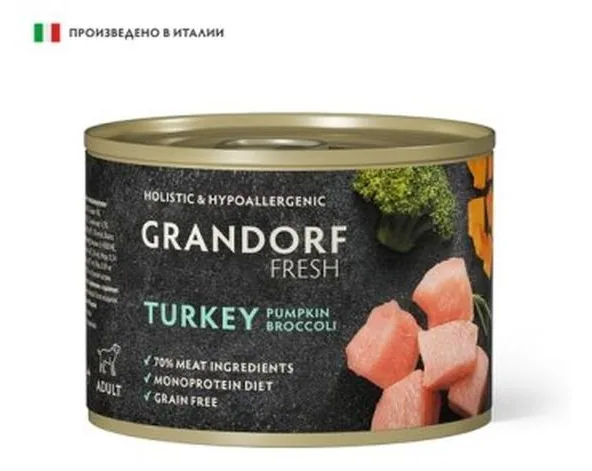 ПРОИЗВЕДЕНО В ИТАЛИИ
HOLISTIC & HYPOALLERGENIC
GRANDORF
FRESH
TURKEY PUMPKIN
BROCCOLI
✓ 70% MEAT INGREDIENTS
✓ MONOPROTEIN DIET
✓ GRAIN FREE
ADULT